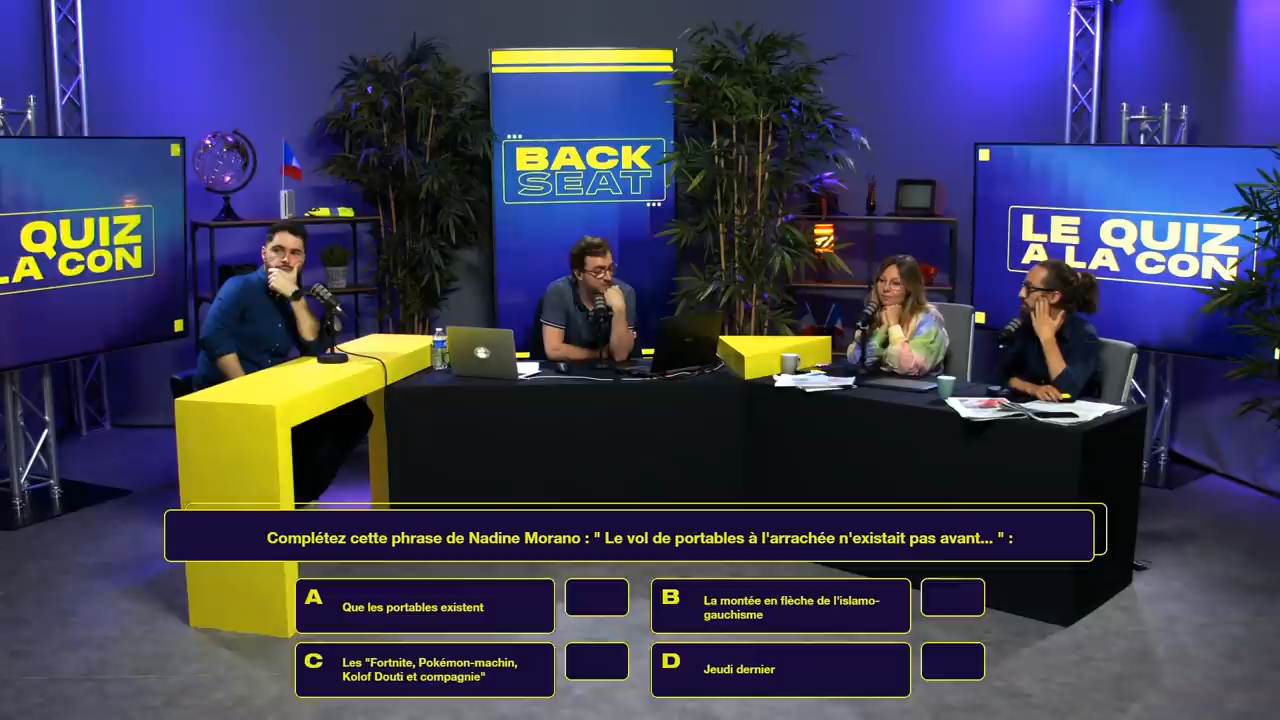 BACK
SEAT
QUIZ
LA CON
LE QUIZ
A LA CON
Complétez cette phrase de Nadine Morano : " Le vol de portables à l'arrachée n'existait pas avant... " :
A
Que les portables existent
B
La montée en flèche de l'islamo-
gauchisme
C
Les "Fortnite, Pokémon-machin,
Kolof Douti et compagnie"
D
Jeudi dernier